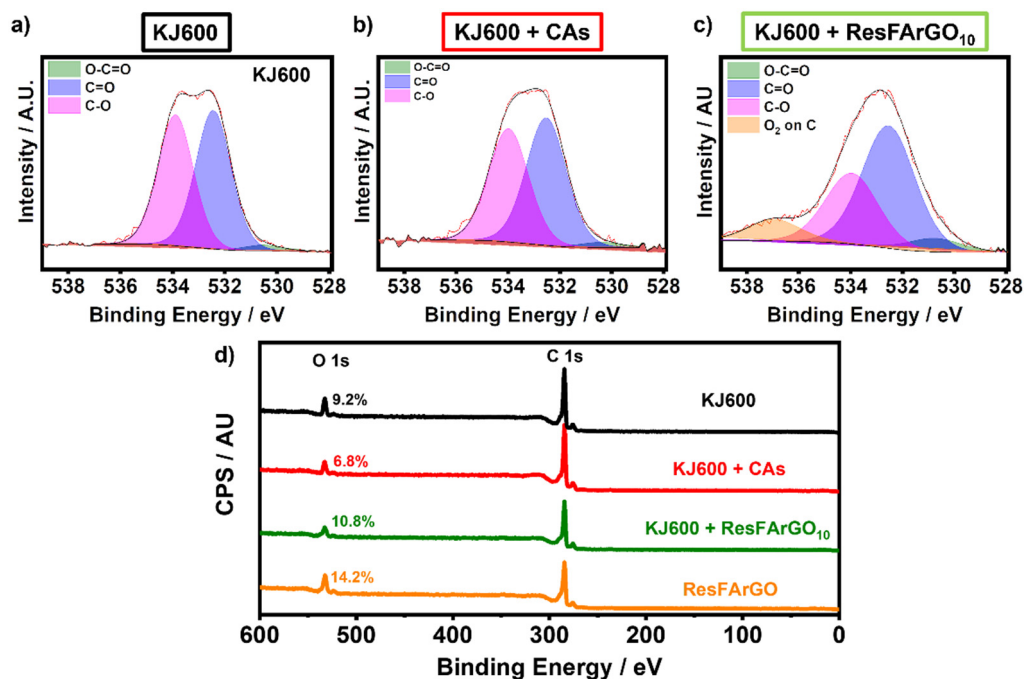 a)
KJ600
O-C=O
C=O
C-O
KJ600
Intensity / A.U.
538 536 534 532 530 528
Binding Energy / eV
b)
KJ600 + CAs
O-C=O
C=O
C-O
Intensity / A.U.
538 536 534 532 530 528
Binding Energy / eV
c)
KJ600 + ResFArGO₁₀
O-C=O
C=O
C-O
O₂ on C
Intensity / AU
538 536 534 532 530 528
Binding Energy / eV
d)
O 1s
C 1s
9.2%
KJ600
6.8%
KJ600 + CAs
10.8%
KJ600 + ResFArGO₁₀
14.2%
ResFArGO
CPS / AU
600 500 400 300 200 100 0
Binding Energy / eV